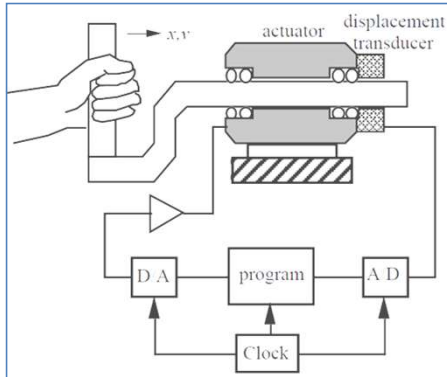 x,v
actuator
displacement
transducer
D A
program
A D
Clock